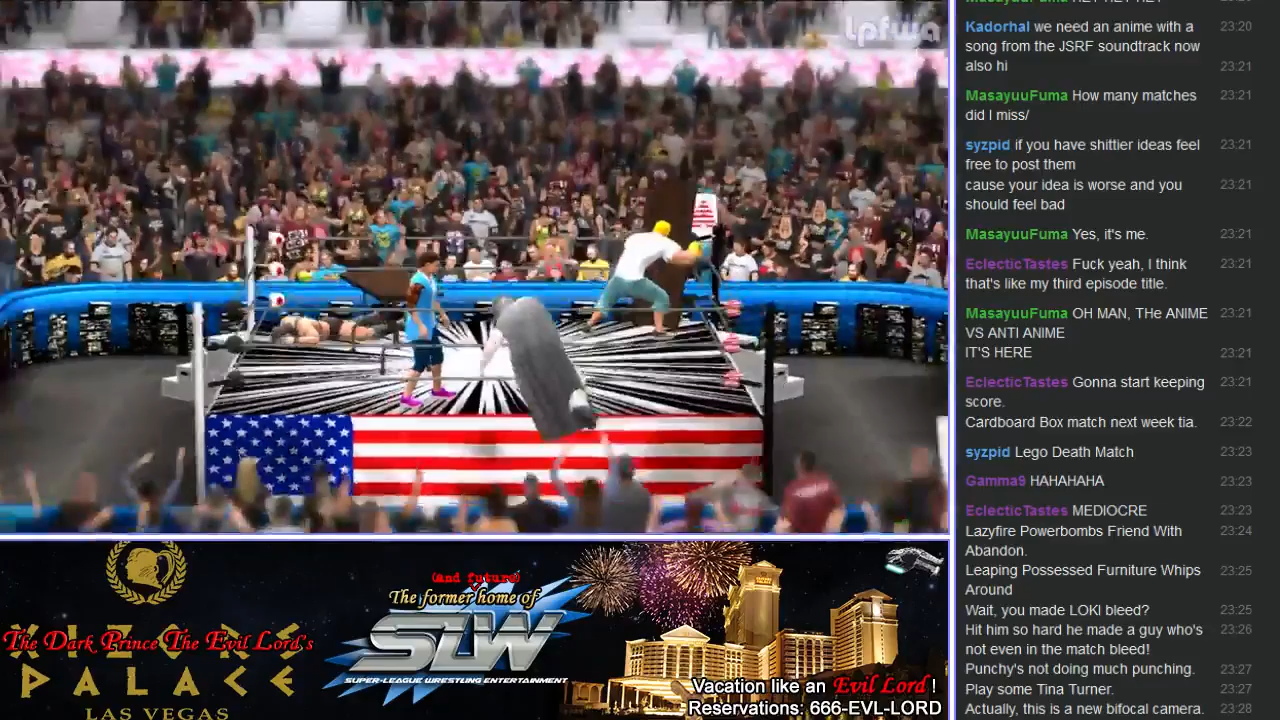 lpfwa
MasayuuFuma HEY HEY HEY
Kadorhal we need an anime with a 23:20
song from the JSRF soundtrack now
also hi 23:21
MasayuuFuma How many matches 23:21
did I miss/
syzpid if you have shittier ideas feel 23:21
free to post them
cause your idea is worse and you 23:21
should feel bad
MasayuuFuma Yes, it's me. 23:21
EclecticTastes Fuck yeah, I think 23:21
that's like my third episode title.
MasayuuFuma OH MAN, THe ANIME 23:21
VS ANTI ANIME
IT'S HERE 23:21
EclecticTastes Gonna start keeping 23:21
score.
Cardboard Box match next week tia. 23:22
syzpid Lego Death Match 23:23
Gamma9 HAHAHAHA 23:23
EclecticTastes MEDIOCRE 23:23
Lazyfire Powerbombs Friend With 23:24
Abandon.
Leaping Possessed Furniture Whips 23:25
Around
Wait, you made LOKI bleed? 23:25
Hit him so hard he made a guy who's 23:26
not even in the match bleed!
Punchy's not doing much punching. 23:27
Play some Tina Turner. 23:27
Actually, this is a new bifocal camera. 23:28
The Dark Prince The Evil Lord's
KIZORE
PALACE
LAS VEGAS
(And future)
The former home of
SLW
SUPER-LEAGUE WRESTLING ENTERTAINMENT
Vacation like an Evil Lord !
Reservations: 666-EVL-LORD